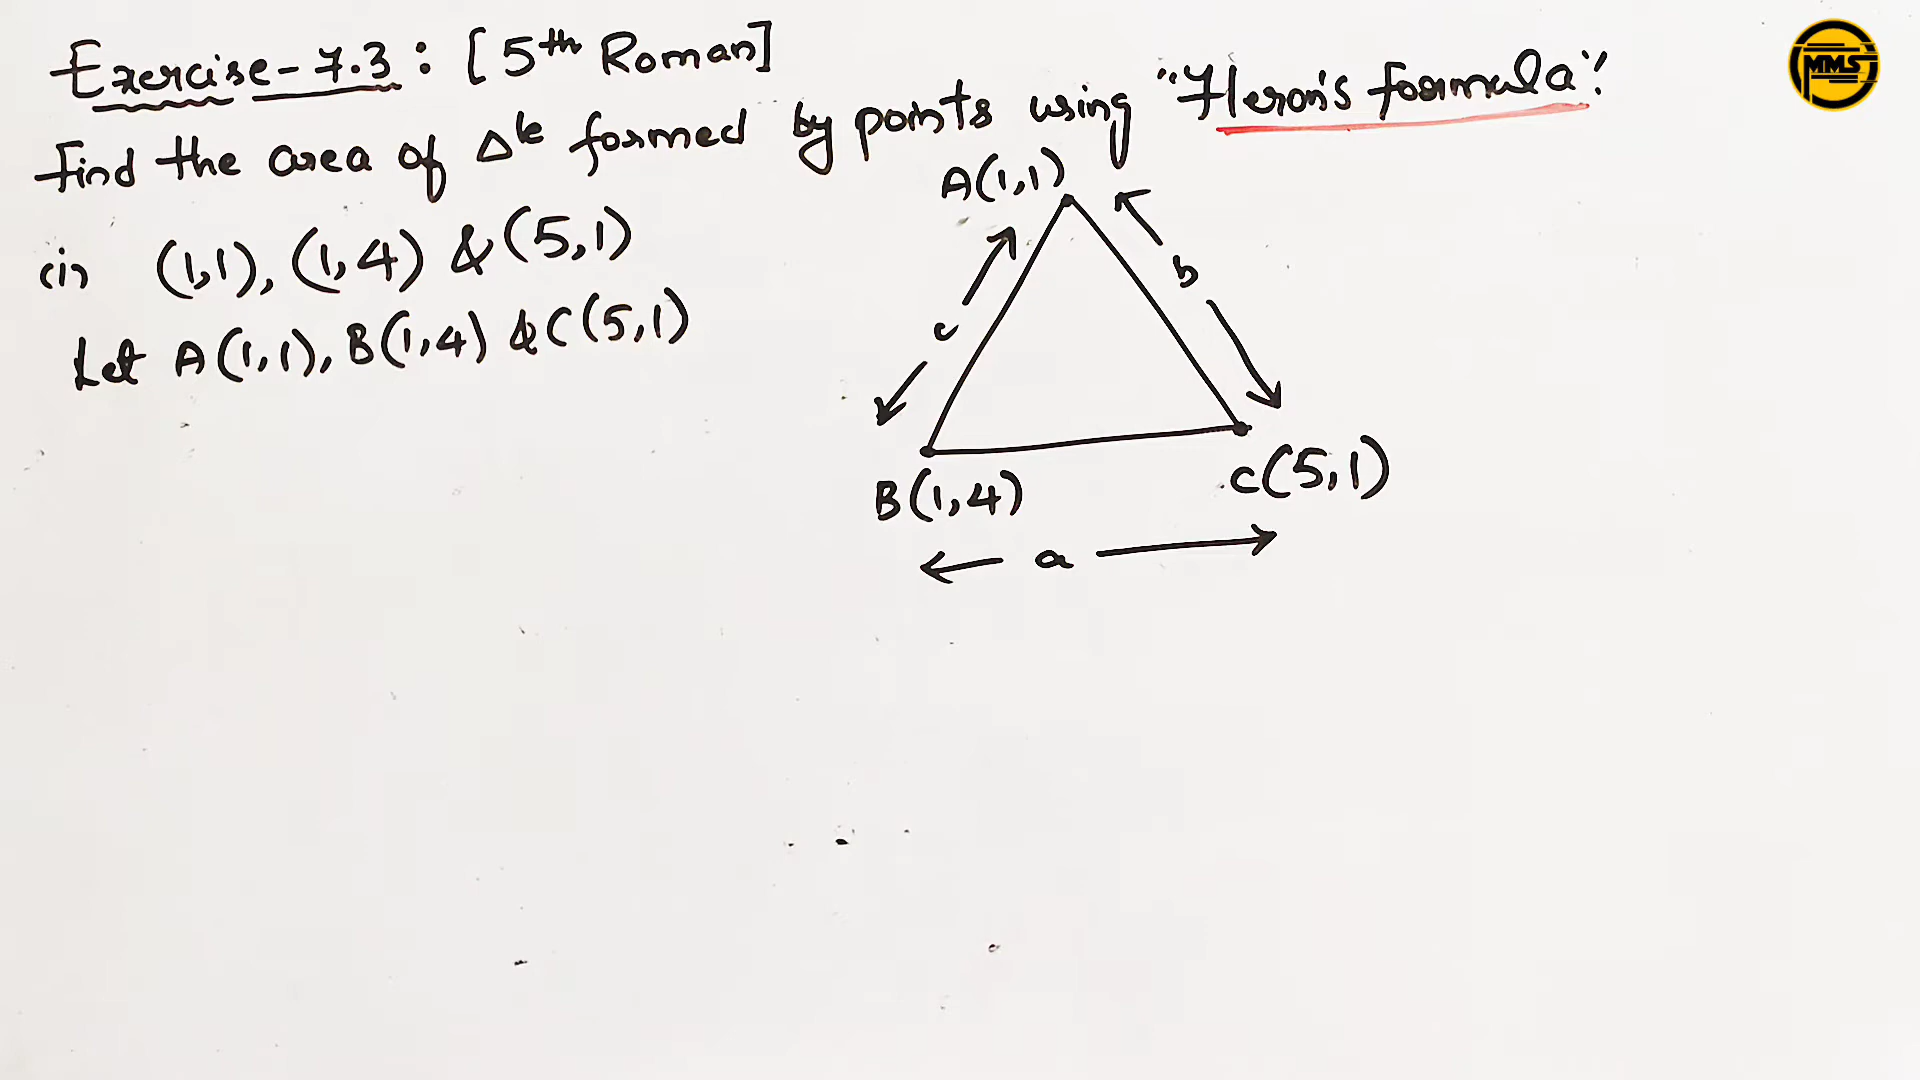 Exercise-7.3: [5th Roman]
Find the area of Δle formed by points using "Heron's formula".
(i) (1,1), (1,4) & (5,1)
Let A(1,1), B(1,4) & C(5,1)
A(1,1)
c
b
B(1,4)
C(5,1)
a
MMS